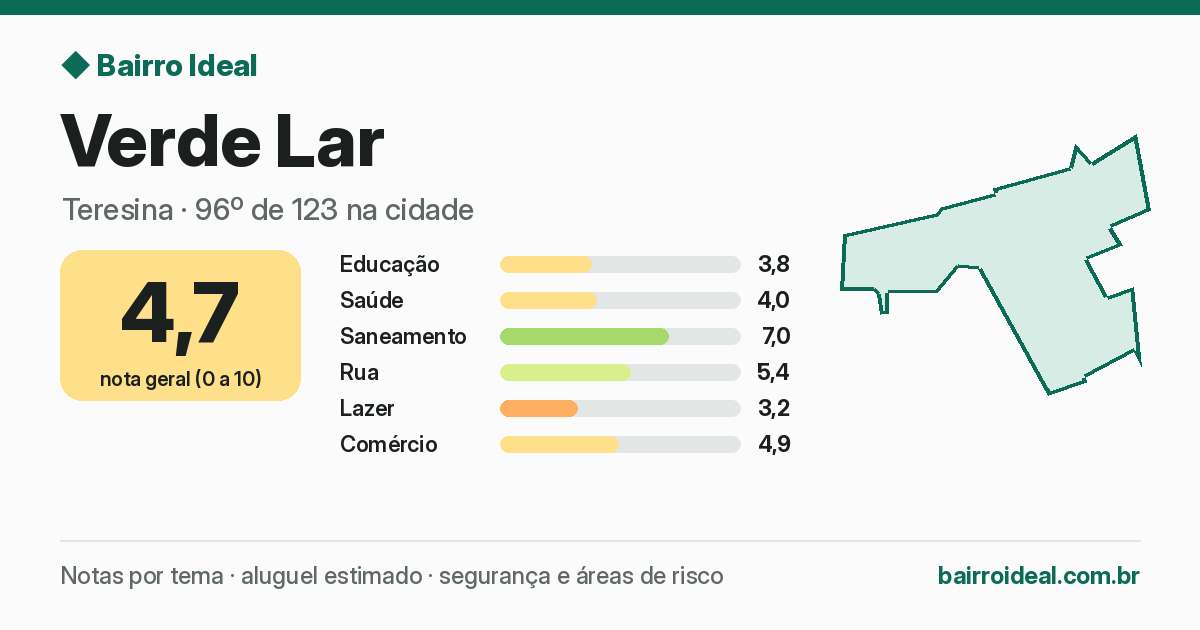 Bairro Ideal
Verde Lar
Teresina · 96º de 123 na cidade
4,7
nota geral (0 a 10)
Educação 3,8
Saúde 4,0
Saneamento 7,0
Rua 5,4
Lazer 3,2
Comércio 4,9
Notas por tema · aluguel estimado · segurança e áreas de risco
bairroideal.com.br